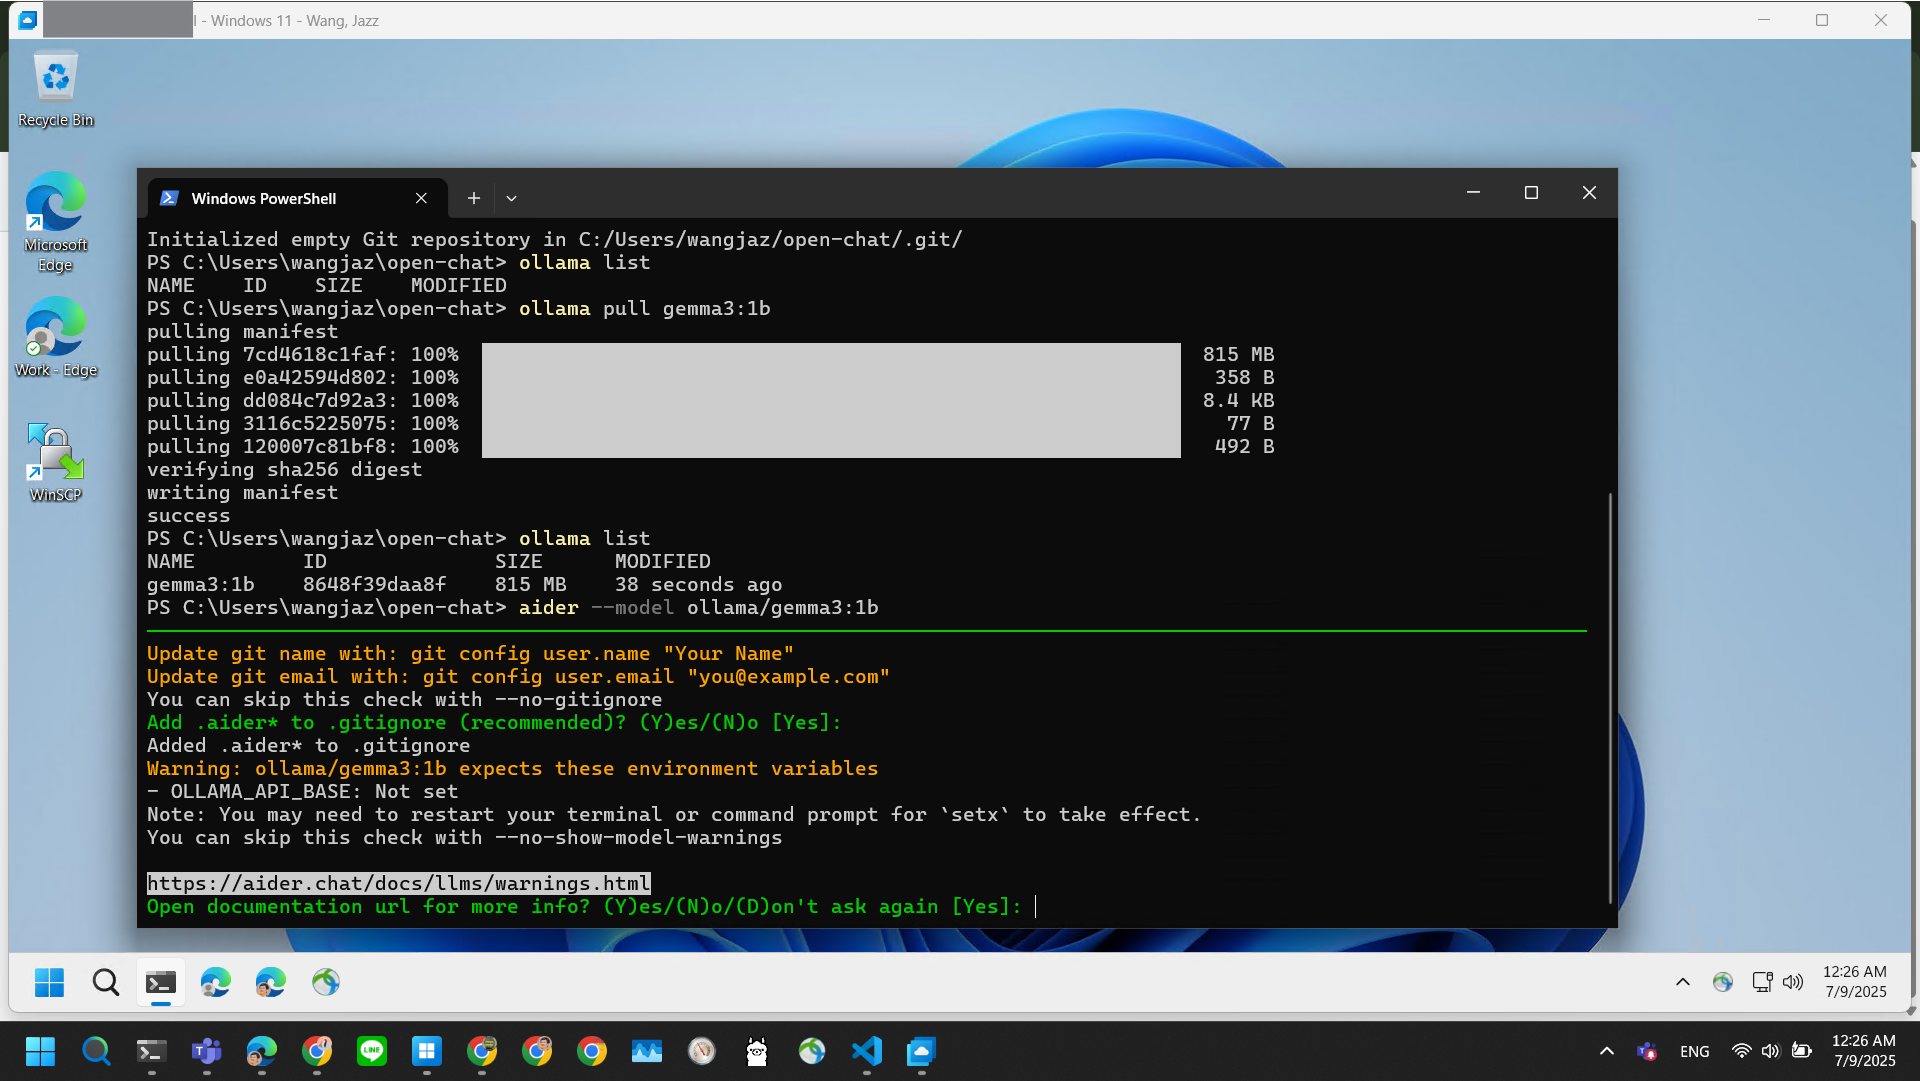 l - Windows 11 - Wang, Jazz
Recycle Bin
Microsoft
Edge
Work - Edge
WinSCP
Windows PowerShell
Initialized empty Git repository in C:/Users/wangjaz/open-chat/.git/
PS C:\Users\wangjaz\open-chat> ollama list
NAME    ID    SIZE    MODIFIED
PS C:\Users\wangjaz\open-chat> ollama pull gemma3:1b
pulling manifest
pulling 7cd4618c1faf: 100% 815 MB
pulling e0a42594d802: 100% 358 B
pulling dd084c7d92a3: 100% 8.4 KB
pulling 3116c5225075: 100% 77 B
pulling 120007c81bf8: 100% 492 B
verifying sha256 digest
writing manifest
success
PS C:\Users\wangjaz\open-chat> ollama list
NAME         ID              SIZE      MODIFIED
gemma3:1b    8648f39daa8f    815 MB    38 seconds ago
PS C:\Users\wangjaz\open-chat> aider --model ollama/gemma3:1b
Update git name with: git config user.name "Your Name"
Update git email with: git config user.email "you@example.com"
You can skip this check with --no-gitignore
Add .aider* to .gitignore (recommended)? (Y)es/(N)o [Yes]:
Added .aider* to .gitignore
Warning: ollama/gemma3:1b expects these environment variables
- OLLAMA_API_BASE: Not set
Note: You may need to restart your terminal or command prompt for `setx` to take effect.
You can skip this check with --no-show-model-warnings
https://aider.chat/docs/llms/warnings.html
Open documentation url for more info? (Y)es/(N)o/(D)on't ask again [Yes]:
12:26 AM
7/9/2025
LINE
ENG
12:26 AM
7/9/2025